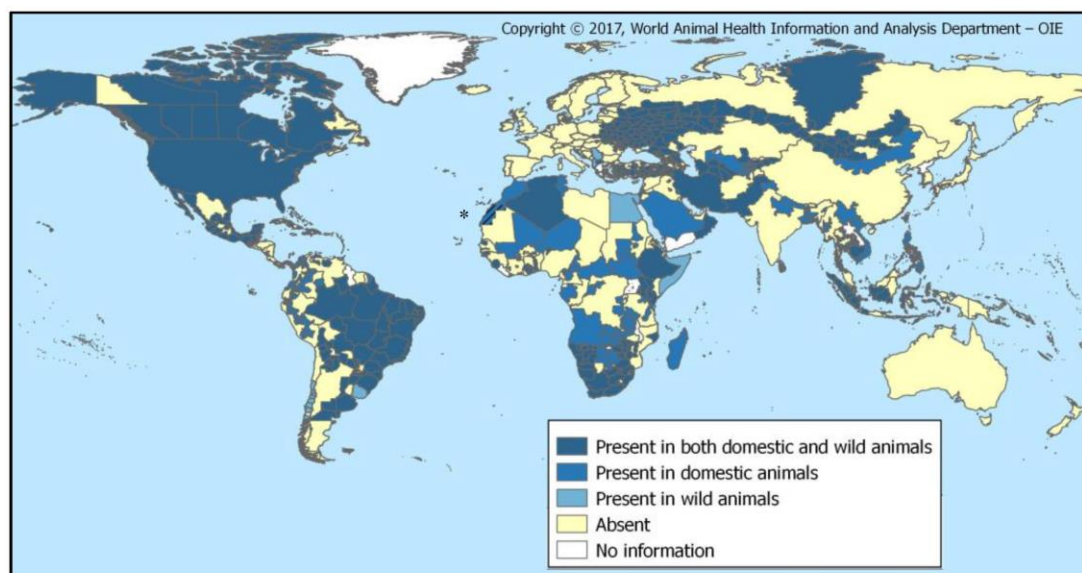 Copyright © 2017, World Animal Health Information and Analysis Department – OIE
*
Present in both domestic and wild animals
Present in domestic animals
Present in wild animals
Absent
No information